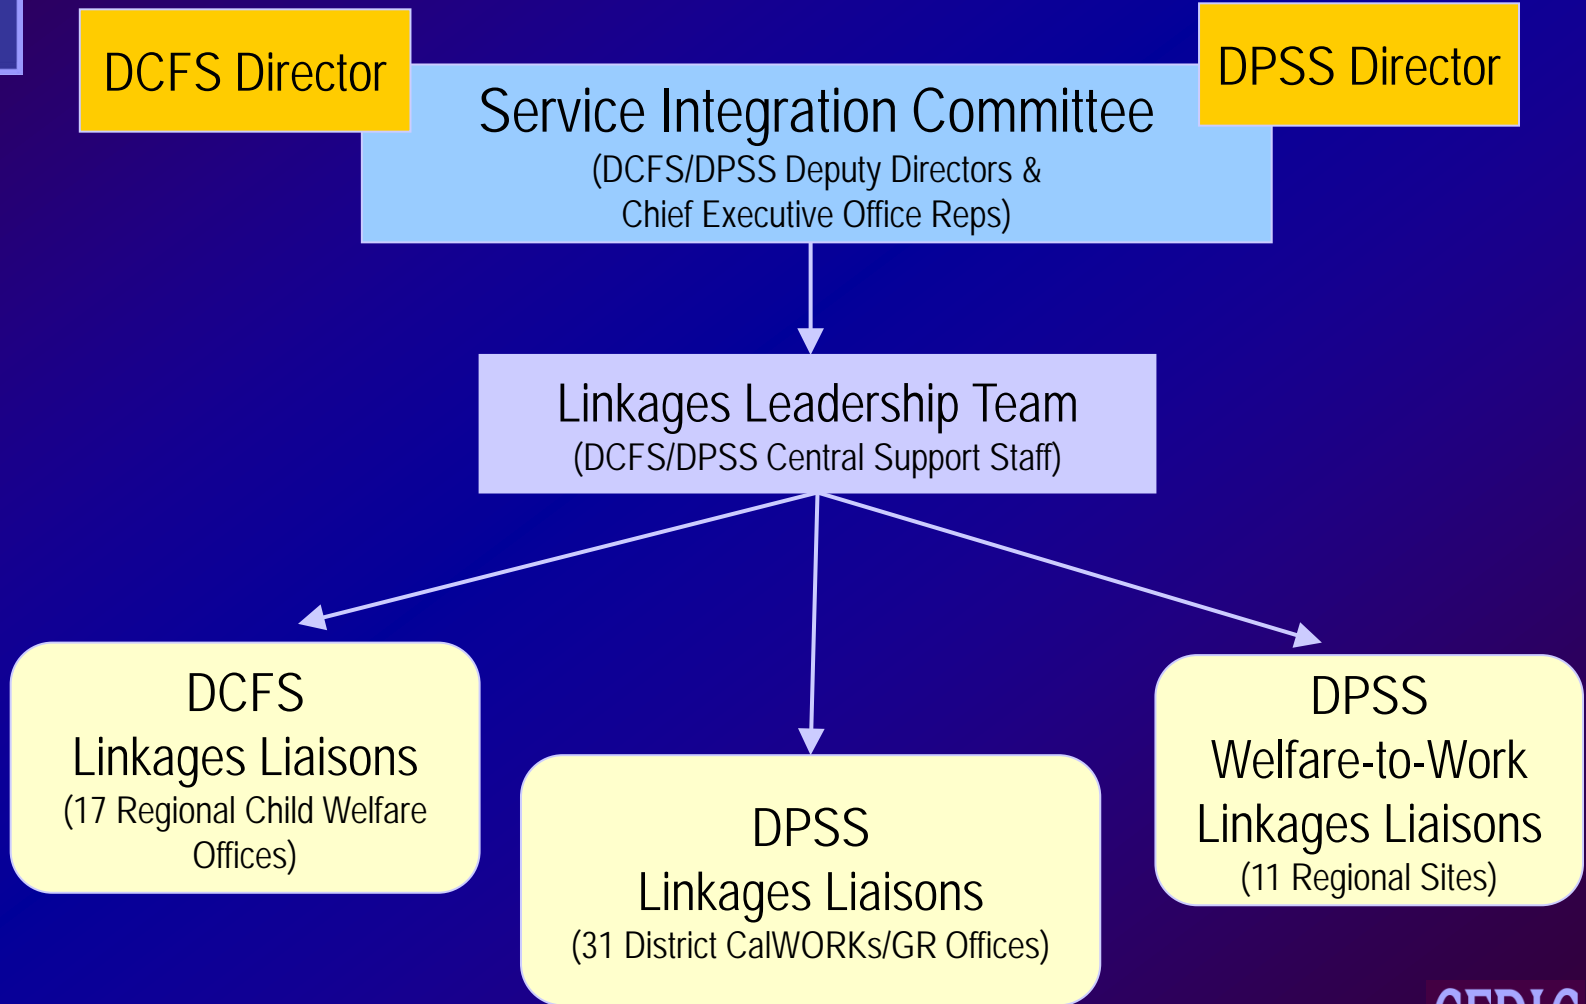 DCFS Director
DPSS Director
Service Integration Committee
(DCFS/DPSS Deputy Directors &
Chief Executive Office Reps)
Linkages Leadership Team
(DCFS/DPSS Central Support Staff)
DCFS
Linkages Liaisons
(17 Regional Child Welfare
Offices)
DPSS
Linkages Liaisons
(31 District CalWORKs/GR Offices)
DPSS
Welfare-to-Work
Linkages Liaisons
(11 Regional Sites)